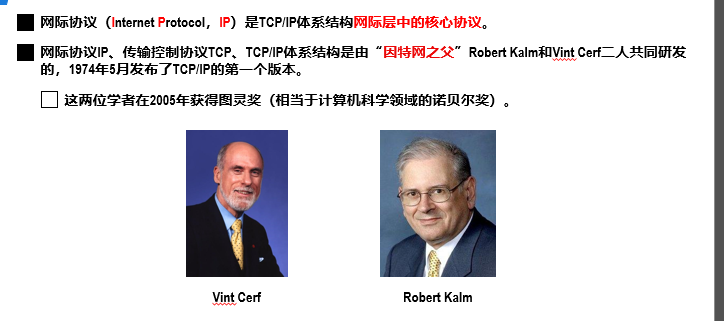 网际协议（Internet Protocol，IP）是TCP/IP体系结构网际层中的核心协议。
网际协议IP、传输控制协议TCP、TCP/IP体系结构是由“因特网之父”Robert Kalm和Vint Cerf二人共同研发
的，1974年5月发布了TCP/IP的第一个版本。
这两位学者在2005年获得图灵奖（相当于计算机科学领域的诺贝尔奖）。
Vint Cerf
Robert Kalm